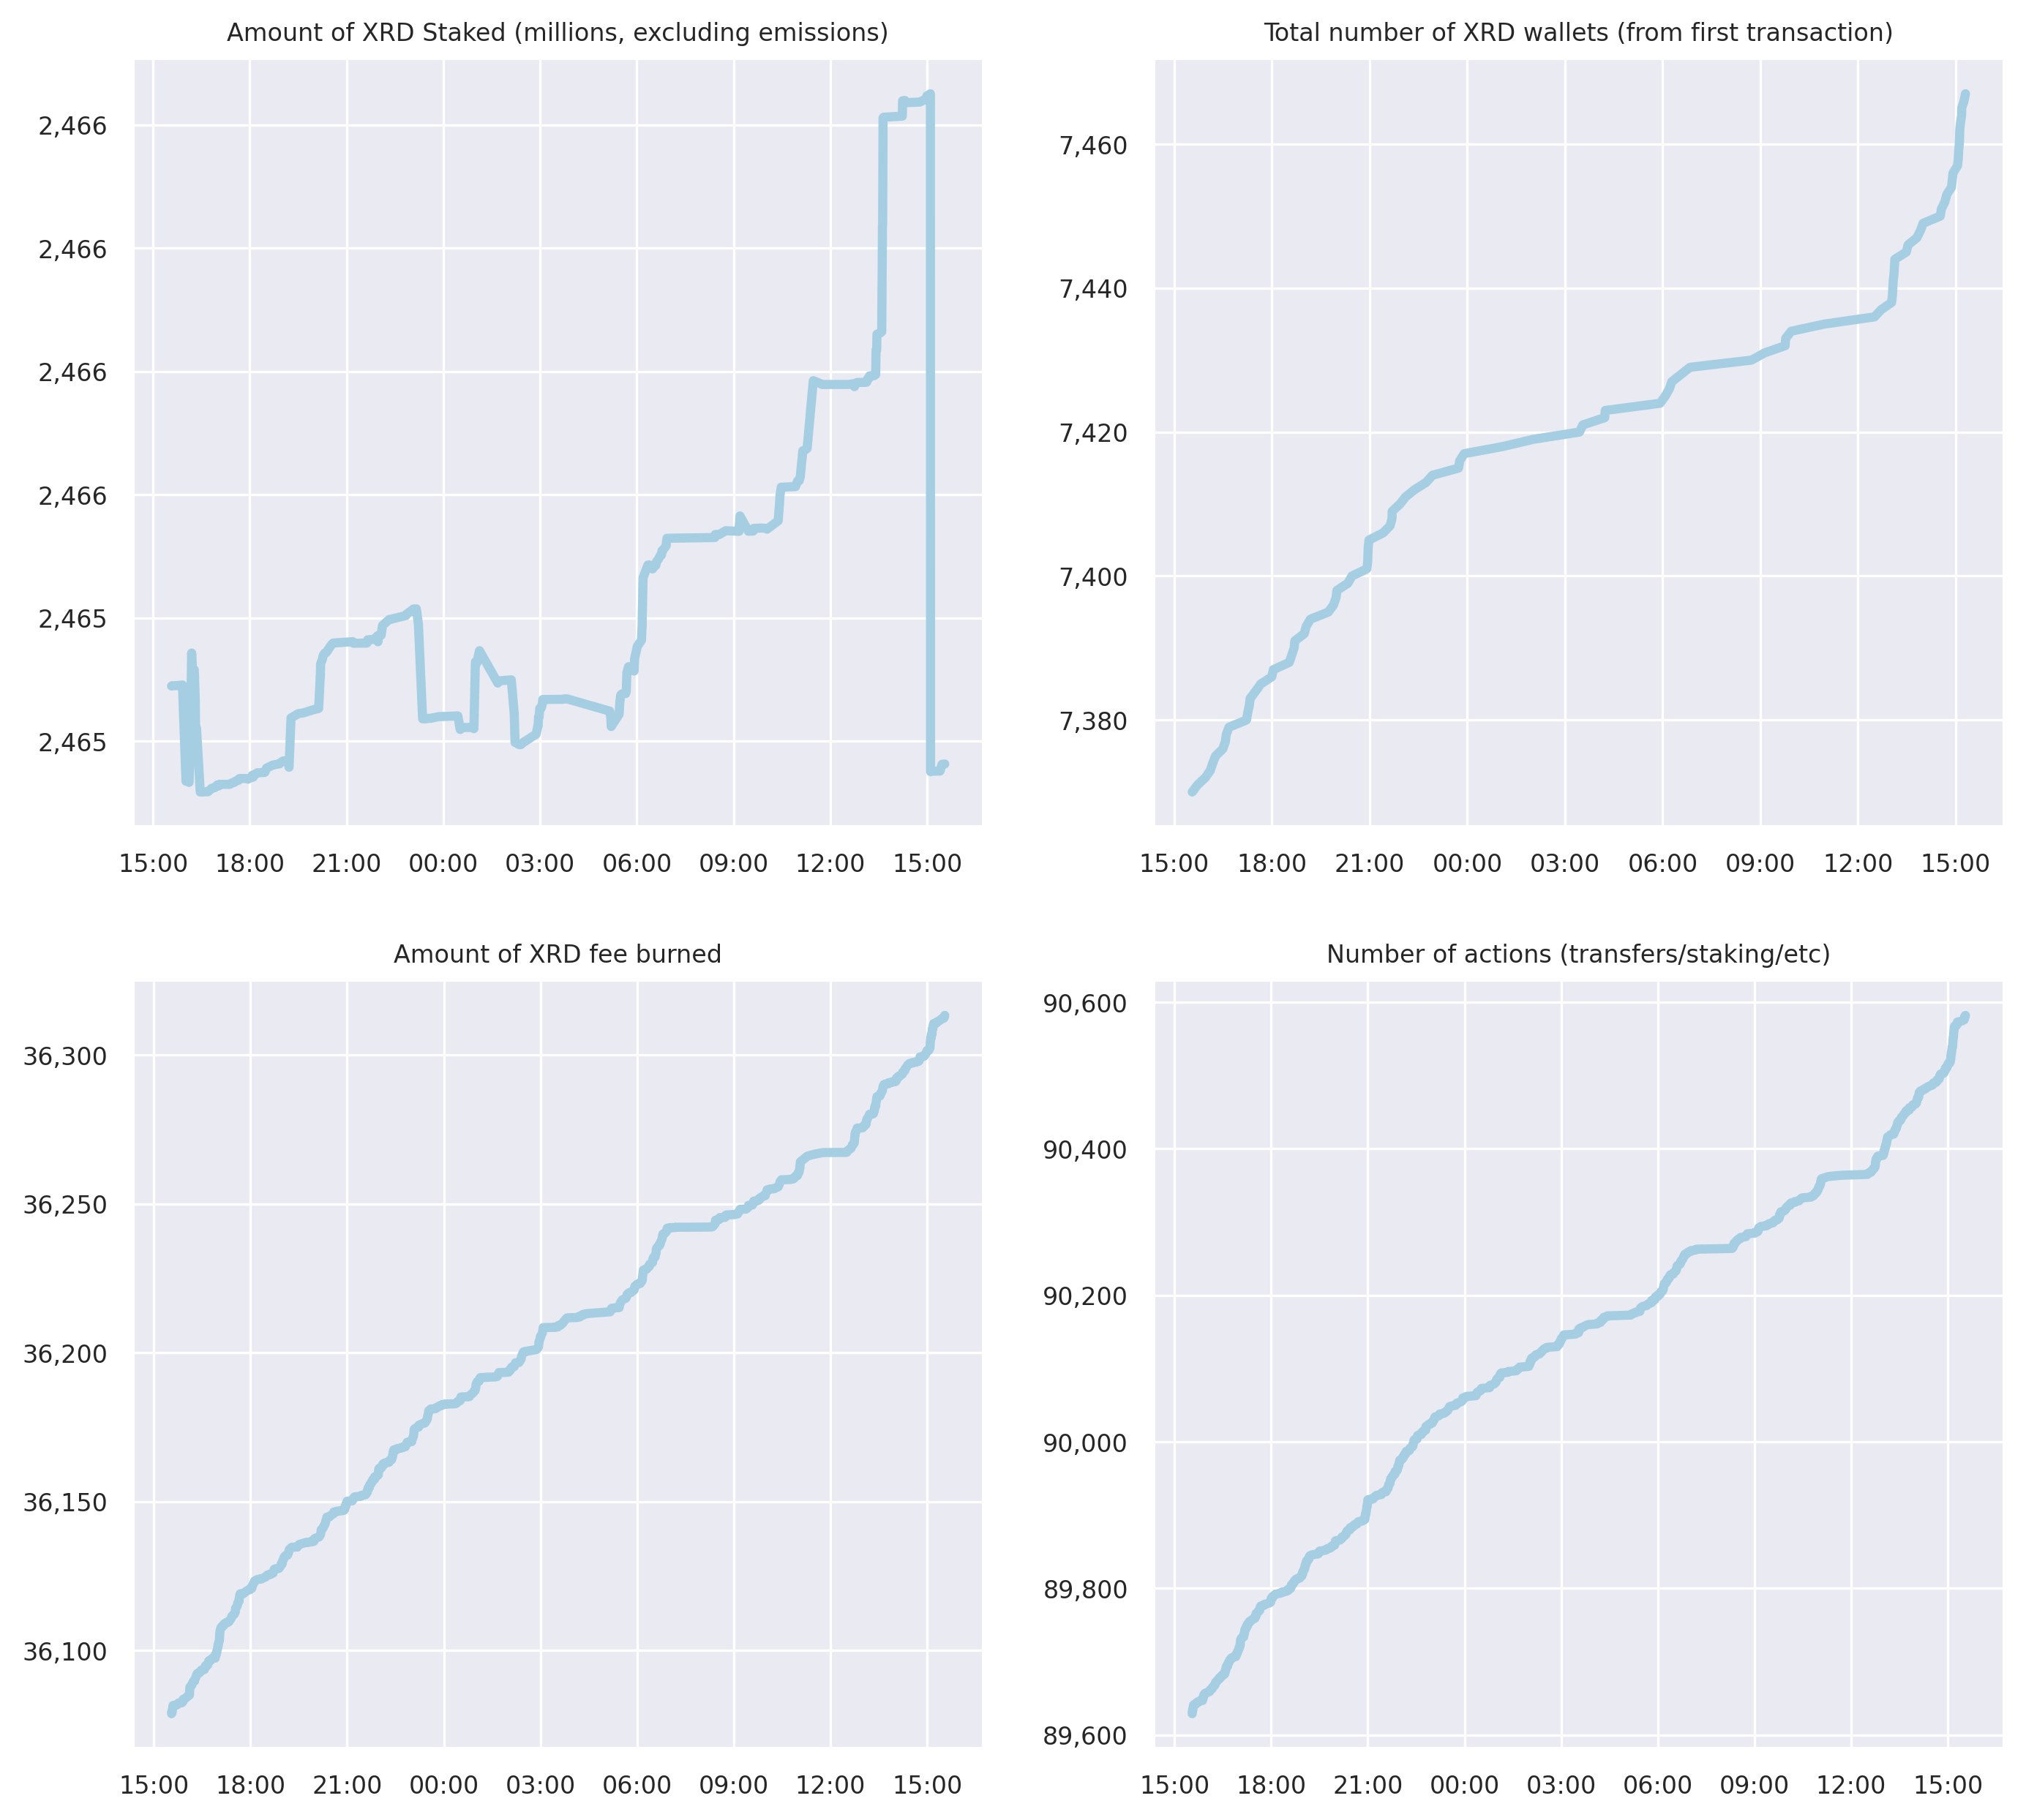 Amount of XRD Staked (millions, excluding emissions)
2,466
2,466
2,466
2,466
2,465
2,465
15:00 18:00 21:00 00:00 03:00 06:00 09:00 12:00 15:00
Total number of XRD wallets (from first transaction)
7,460
7,440
7,420
7,400
7,380
15:00 18:00 21:00 00:00 03:00 06:00 09:00 12:00 15:00
Amount of XRD fee burned
36,300
36,250
36,200
36,150
36,100
15:00 18:00 21:00 00:00 03:00 06:00 09:00 12:00 15:00
Number of actions (transfers/staking/etc)
90,600
90,400
90,200
90,000
89,800
89,600
15:00 18:00 21:00 00:00 03:00 06:00 09:00 12:00 15:00